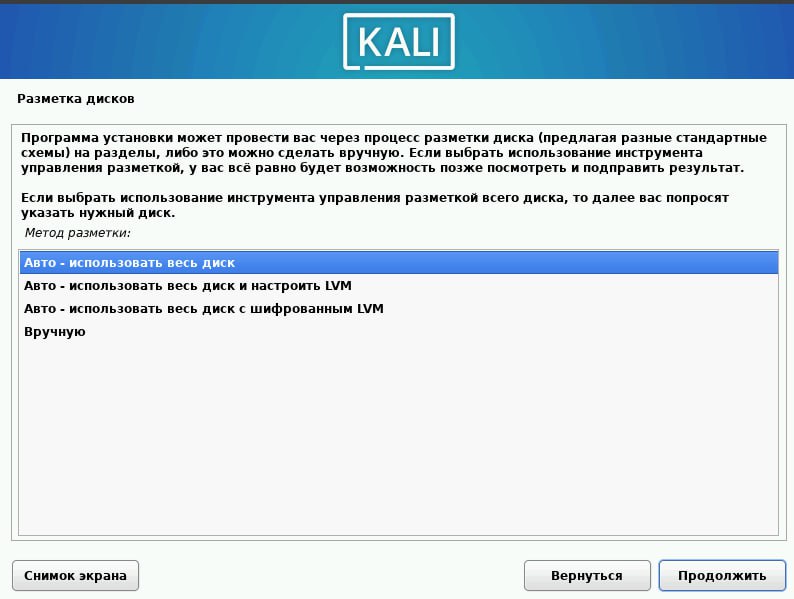 KALI
Разметка дисков
Программа установки может провести вас через процесс разметки диска (предлагая разные стандартные
схемы) на разделы, либо это можно сделать вручную. Если выбрать использование инструмента
управления разметкой, у вас всё равно будет возможность позже посмотреть и подправить результат.
Если выбрать использование инструмента управления разметкой всего диска, то далее вас попросят
указать нужный диск.
Метод разметки:
Авто - использовать весь диск
Авто - использовать весь диск и настроить LVM
Авто - использовать весь диск с шифрованным LVM
Вручную
Снимок экрана
Вернуться
Продолжить